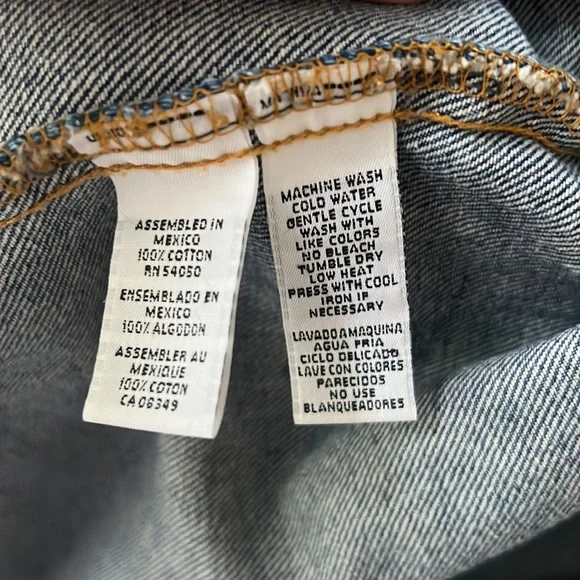 ASSEMBLED IN
MEXICO
100% COTTON
RN 54050
ENSEMBLADO EN
MEXICO
100% ALGODON
ASSEMBLER AU
MEXIQUE
100% COTON
CA 06349
MACHINE WASH
COLD WATER
GENTLE CYCLE
WASH WITH
LIKE COLORS
NO BLEACH
TUMBLE DRY
LOW HEAT
PRESS WITH COOL
IRON IF
NECESSARY
LAVADO A MAQUINA
AGUA FRIA
CICLO DELICADO
LAVE CON COLORES
PARECIDOS
NO USE
BLANQUEADORES